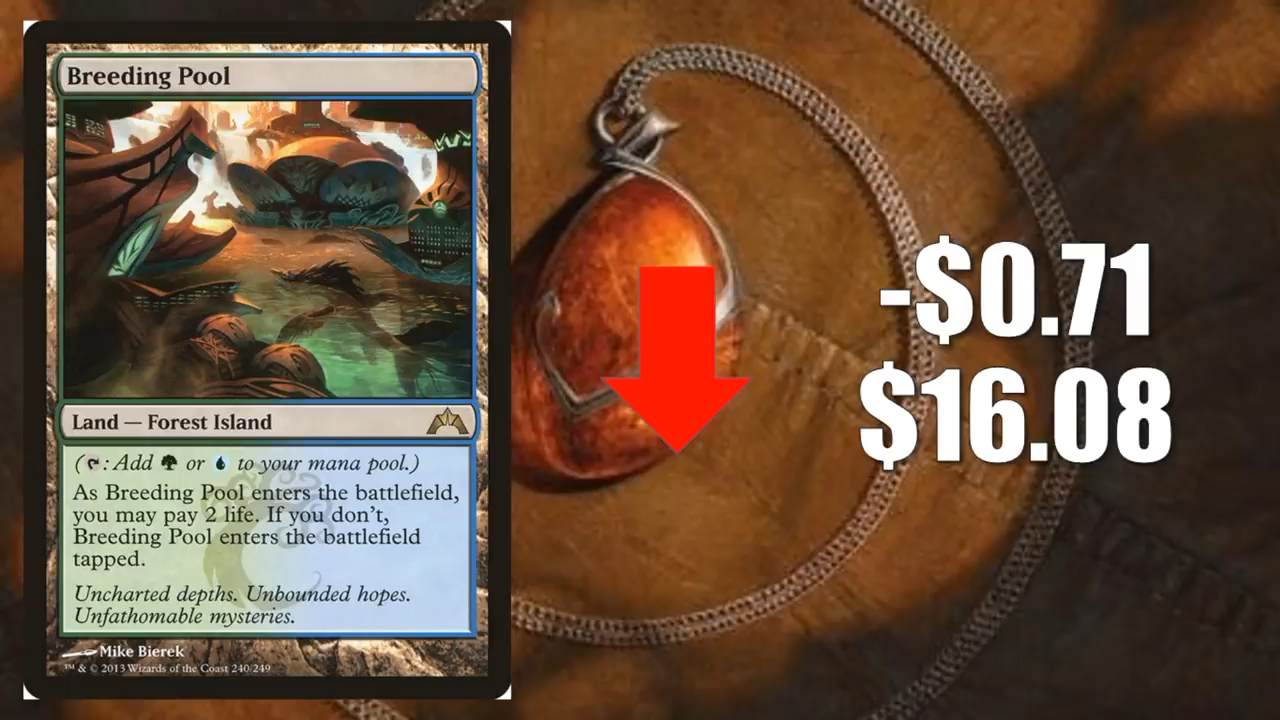 Breeding Pool
Land — Forest Island
( : Add or to your mana pool.)
As Breeding Pool enters the battlefield,
you may pay 2 life. If you don't,
Breeding Pool enters the battlefield
tapped.
Uncharted depths. Unbounded hopes.
Unfathomable mysteries.
Mike Bierek
™ & © 2013 Wizards of the Coast 240/249
-$0.71
$16.08